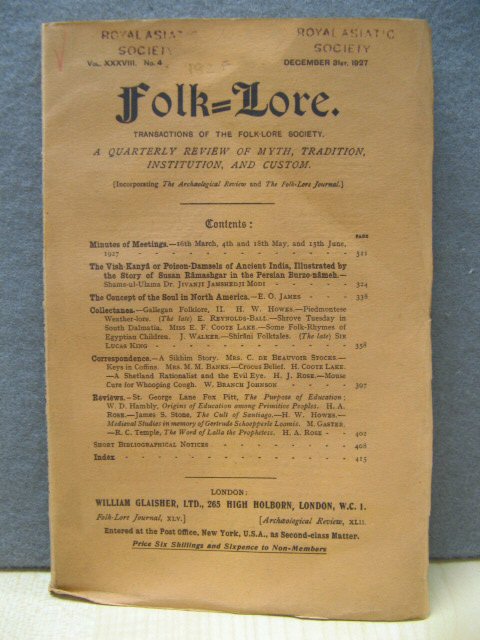 ROYAL ASIATIC ROYAL ASIATIC
SOCIETY SOCIETY
Vol. XXXVIII. No. 4 DECEMBER 31st, 1927
Folk=Lore.
TRANSACTIONS OF THE FOLK-LORE SOCIETY.
A QUARTERLY REVIEW OF MYTH, TRADITION,
INSTITUTION, AND CUSTOM.
[Incorporating The Archæological Review and The Folk-Lore Journal.]
Contents:
PAGE
Minutes of Meetings.—16th March, 4th and 18th May, and 15th June,
1927 - - - - - - - - - - - 321
The Vish-Kanyā or Poison-Damsels of Ancient India, Illustrated by
the Story of Susan Rāmashgar in the Persian Burzo-nāmeh.—
Shams-ul-Ulama Dr. Jivanji Jamshedji Modi - - - - 324
The Concept of the Soul in North America.—E. O. James - - - 338
Collectanea.—Gallegan Folklore, II. H. W. Howes.—Piedmontese
Weather-lore. (The late) E. Reynolds-Ball.—Shrove Tuesday in
South Dalmatia. Miss E. F. Coote Lake.—Some Folk-Rhymes of
Egyptian Children. J. Walker.—Shirāni Folktales. (The late) Sir
Lucas King - - - - - - - - - - 358
Correspondence.—A Sikhim Story. Mrs. C. de Beauvoir Stocks.—
Keys in Coffins. Mrs. M. M. Banks.—Crocus Belief. H. Coote Lake.
—A Shetland Rationalist and the Evil Eye. H. J. Rose.—Mouse
Cure for Whooping Cough. W. Branch Johnson - - - 397
Reviews.—St. George Lane Fox Pitt, The Purpose of Education;
W. D. Hambly, Origins of Education among Primitive Peoples. H. A.
Rose.—James S. Stone, The Cult of Santiago.—H. W. Howes.—
Medieval Studies in memory of Gertrude Schoepperle Loomis. M. Gaster.
—R. C. Temple, The Word of Lalla the Prophetess. H. A. Rose - - 402
Short Bibliographical Notices - - - - - - - 408
Index - - - - - - - - - - - 415
LONDON:
WILLIAM GLAISHER, LTD., 265 HIGH HOLBORN, LONDON, W.C. 1.
Folk-Lore Journal, XLV.] [Archæological Review, XLII.
Entered at the Post Office, New York, U.S.A., as Second-class Matter.
Price Six Shillings and Sixpence to Non-Members